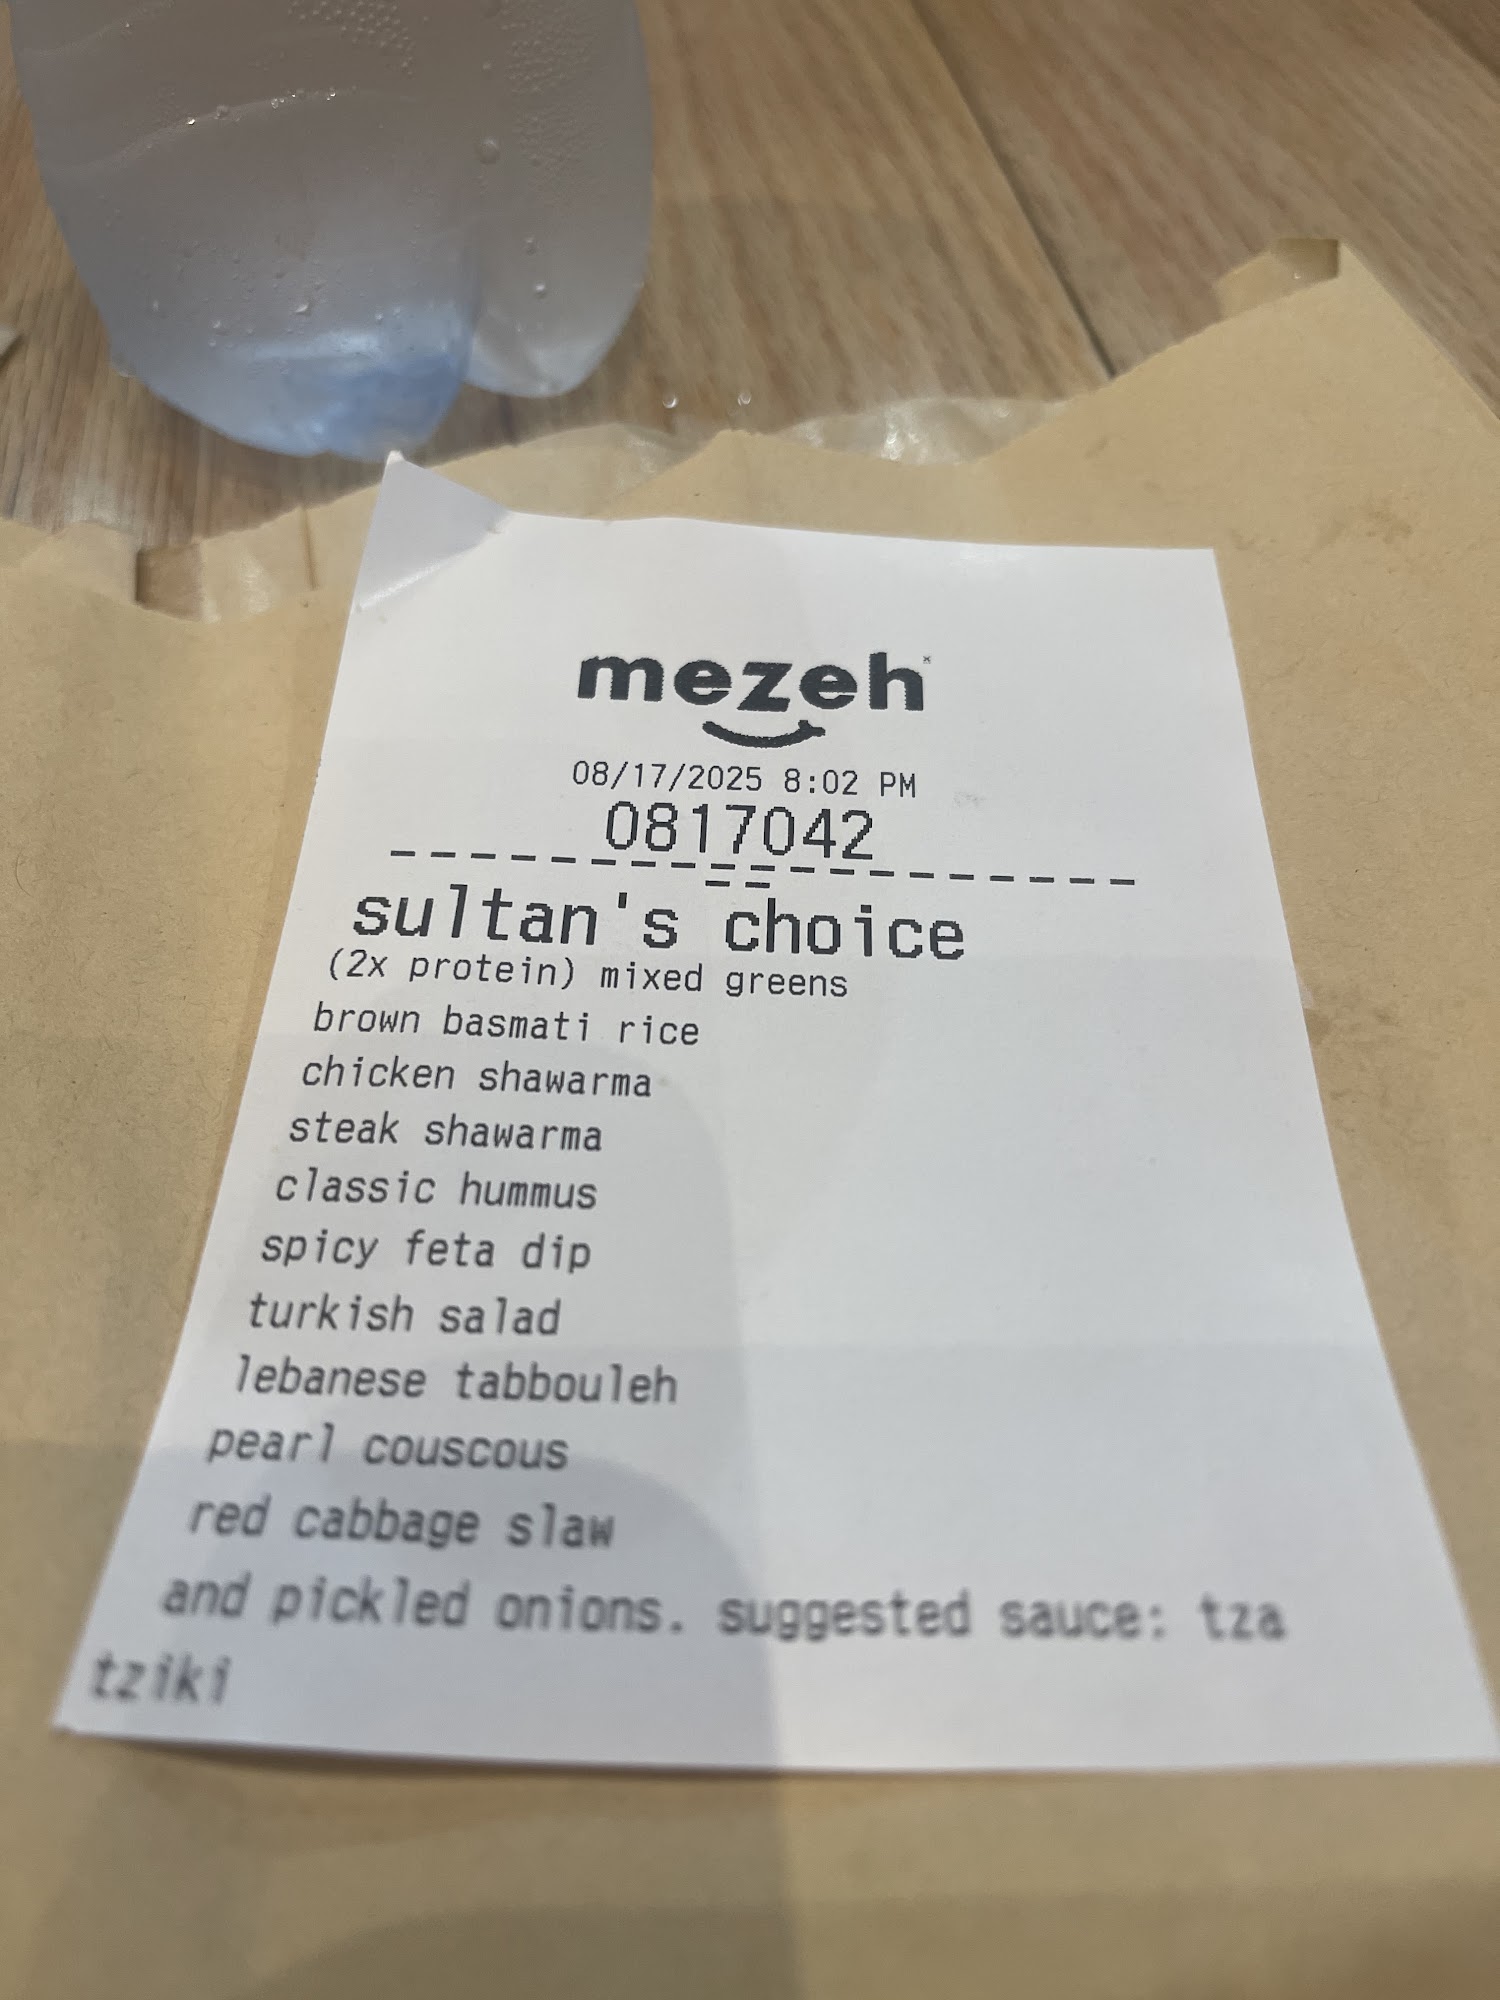 mezeh
08/17/2025 8:02 PM
0817042
----------------------------
--
sultan's choice
(2x protein) mixed greens
brown basmati rice
chicken shawarma
steak shawarma
classic hummus
spicy feta dip
turkish salad
lebanese tabbouleh
pearl couscous
red cabbage slaw
and pickled onions. suggested sauce: tza
tziki